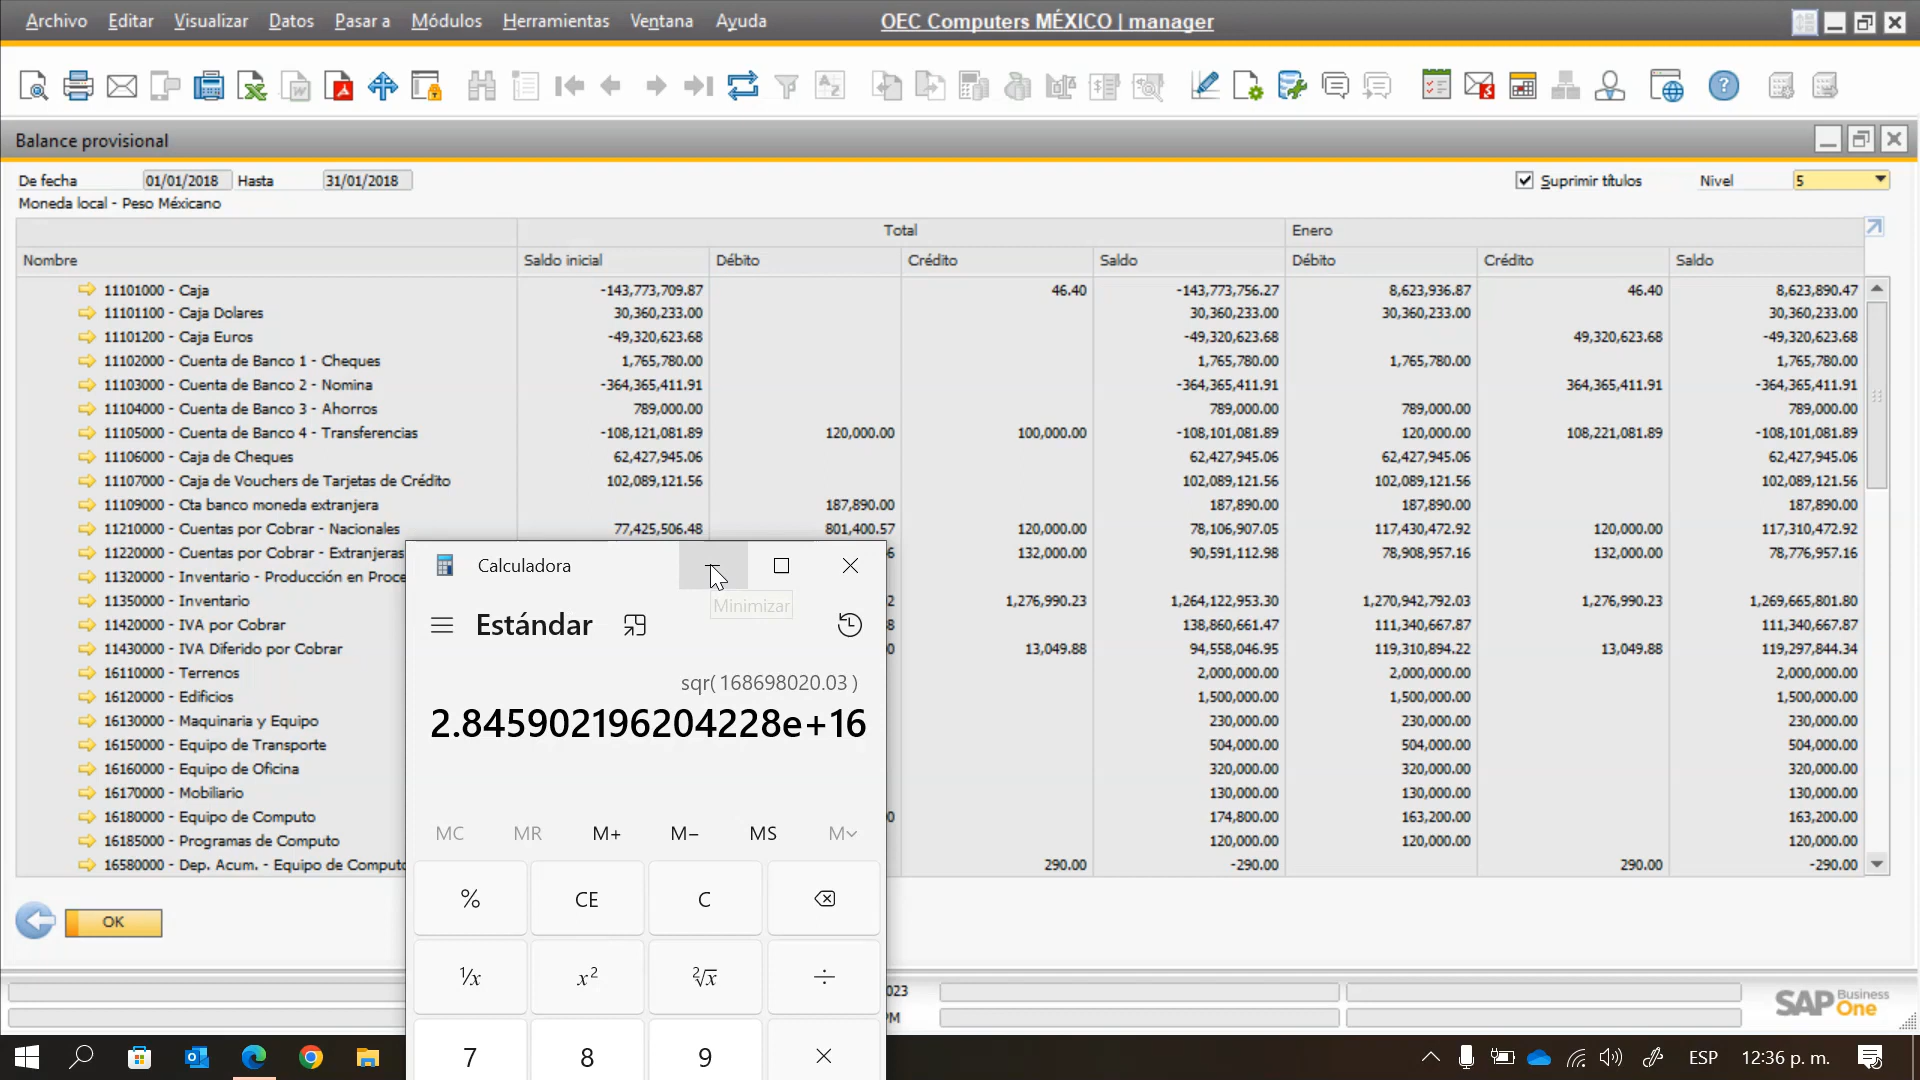 Archivo Editar Visualizar Datos Pasar a Módulos Herramientas Ventana Ayuda OEC Computers MÉXICO | manager
Balance provisional
De fecha 01/01/2018 Hasta 31/01/2018 Suprimir títulos Nivel 5
Moneda local - Peso Méxicano
Total Enero
Nombre Saldo inicial Débito Crédito Saldo Débito Crédito Saldo
11101000 - Caja -143,773,709.87 46.40 -143,773,756.27 8,623,936.87 46.40 8,623,890.47
11101100 - Caja Dolares 30,360,233.00 30,360,233.00 30,360,233.00 30,360,233.00
11101200 - Caja Euros -49,320,623.68 -49,320,623.68 49,320,623.68 -49,320,623.68
11102000 - Cuenta de Banco 1 - Cheques 1,765,780.00 1,765,780.00 1,765,780.00 1,765,780.00
11103000 - Cuenta de Banco 2 - Nomina -364,365,411.91 -364,365,411.91 364,365,411.91 -364,365,411.91
11104000 - Cuenta de Banco 3 - Ahorros 789,000.00 789,000.00 789,000.00 789,000.00
11105000 - Cuenta de Banco 4 - Transferencias -108,121,081.89 120,000.00 100,000.00 -108,101,081.89 120,000.00 108,221,081.89 -108,101,081.89
11106000 - Caja de Cheques 62,427,945.06 62,427,945.06 62,427,945.06 62,427,945.06
11107000 - Caja de Vouchers de Tarjetas de Crédito 102,089,121.56 102,089,121.56 102,089,121.56 102,089,121.56
11109000 - Cta banco moneda extranjera 187,890.00 187,890.00 187,890.00 187,890.00
11210000 - Cuentas por Cobrar - Nacionales 77,425,506.48 801,400.57 120,000.00 78,106,907.05 117,430,472.92 120,000.00 117,310,472.92
11220000 - Cuentas por Cobrar - Extranjeras 6 132,000.00 90,591,112.98 78,908,957.16 132,000.00 78,776,957.16
11320000 - Inventario - Producción en Proce
11350000 - Inventario 2 1,276,990.23 1,264,122,953.30 1,270,942,792.03 1,276,990.23 1,269,665,801.80
11420000 - IVA por Cobrar 8 138,860,661.47 111,340,667.87 111,340,667.87
11430000 - IVA Diferido por Cobrar 0 13,049.88 94,558,046.95 119,310,894.22 13,049.88 119,297,844.34
16110000 - Terrenos 2,000,000.00 2,000,000.00 2,000,000.00
16120000 - Edificios 1,500,000.00 1,500,000.00 1,500,000.00
16130000 - Maquinaria y Equipo 230,000.00 230,000.00 230,000.00
16150000 - Equipo de Transporte 504,000.00 504,000.00 504,000.00
16160000 - Equipo de Oficina 320,000.00 320,000.00 320,000.00
16170000 - Mobiliario 130,000.00 130,000.00 130,000.00
16180000 - Equipo de Computo 0 174,800.00 163,200.00 163,200.00
16185000 - Programas de Computo 120,000.00 120,000.00 120,000.00
16580000 - Dep. Acum. - Equipo de Computo 290.00 -290.00 290.00 -290.00
OK
Calculadora
Minimizar
Estándar
sqr( 168698020.03 )
2.845902196204228e+16
MC MR M+ M− MS M
% CE C
1/x x² ²√x ÷
7 8 9 ×
023
PM
SAP Business One
ESP 12:36 p. m.